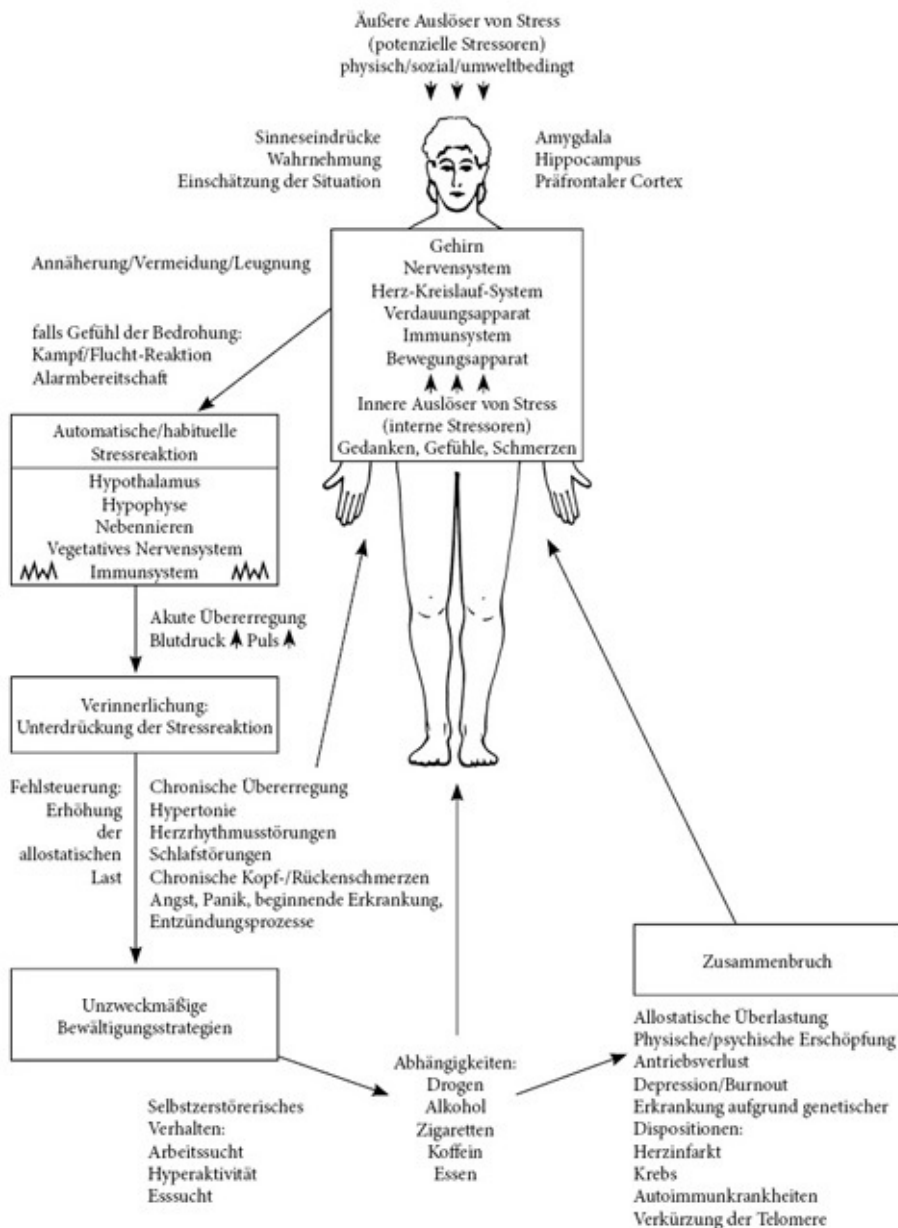 Äußere Auslöser von Stress
(potenzielle Stressoren)
physisch/sozial/umweltbedingt
Sinneseindrücke
Wahrnehmung
Einschätzung der Situation
Amygdala
Hippocampus
Präfrontaler Cortex
Gehirn
Nervensystem
Herz-Kreislauf-System
Verdauungsapparat
Immunsystem
Bewegungsapparat
Innere Auslöser von Stress
(interne Stressoren)
Gedanken, Gefühle, Schmerzen
Annäherung/Vermeidung/Leugnung
falls Gefühl der Bedrohung:
Kampf/Flucht-Reaktion
Alarmbereitschaft
Automatische/habituelle
Stressreaktion
Hypothalamus
Hypophyse
Nebennieren
Vegetatives Nervensystem
Immunsystem
Akute Übererregung
Blutdruck Puls
Verinnerlichung:
Unterdrückung der Stressreaktion
Fehlsteuerung:
Erhöhung
der
allostatischen
Last
Chronische Übererregung
Hypertonie
Herzrhythmusstörungen
Schlafstörungen
Chronische Kopf-/Rückenschmerzen
Angst, Panik, beginnende Erkrankung,
Entzündungsprozesse
Unzweckmäßige
Bewältigungsstrategien
Selbstzerstörerisches
Verhalten:
Arbeitssucht
Hyperaktivität
Esssucht
Abhängigkeiten:
Drogen
Alkohol
Zigaretten
Koffein
Essen
Zusammenbruch
Allostatische Überlastung
Physische/psychische Erschöpfung
Antriebsverlust
Depression/Burnout
Erkrankung aufgrund genetischer
Dispositionen:
Herzinfarkt
Krebs
Autoimmunkrankheiten
Verkürzung der Telomere